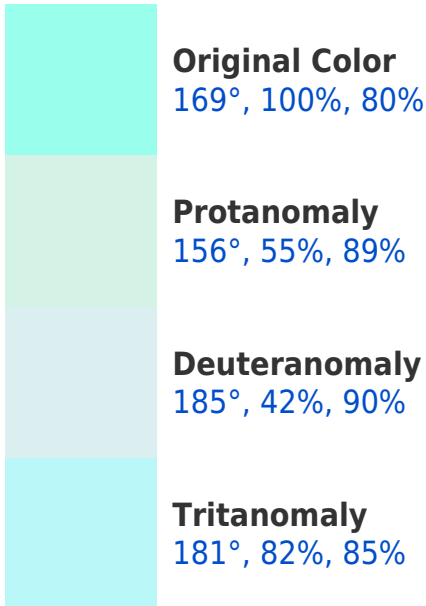 Original Color
169°, 100%, 80%
Protanomaly
156°, 55%, 89%
Deuteranomaly
185°, 42%, 90%
Tritanomaly
181°, 82%, 85%